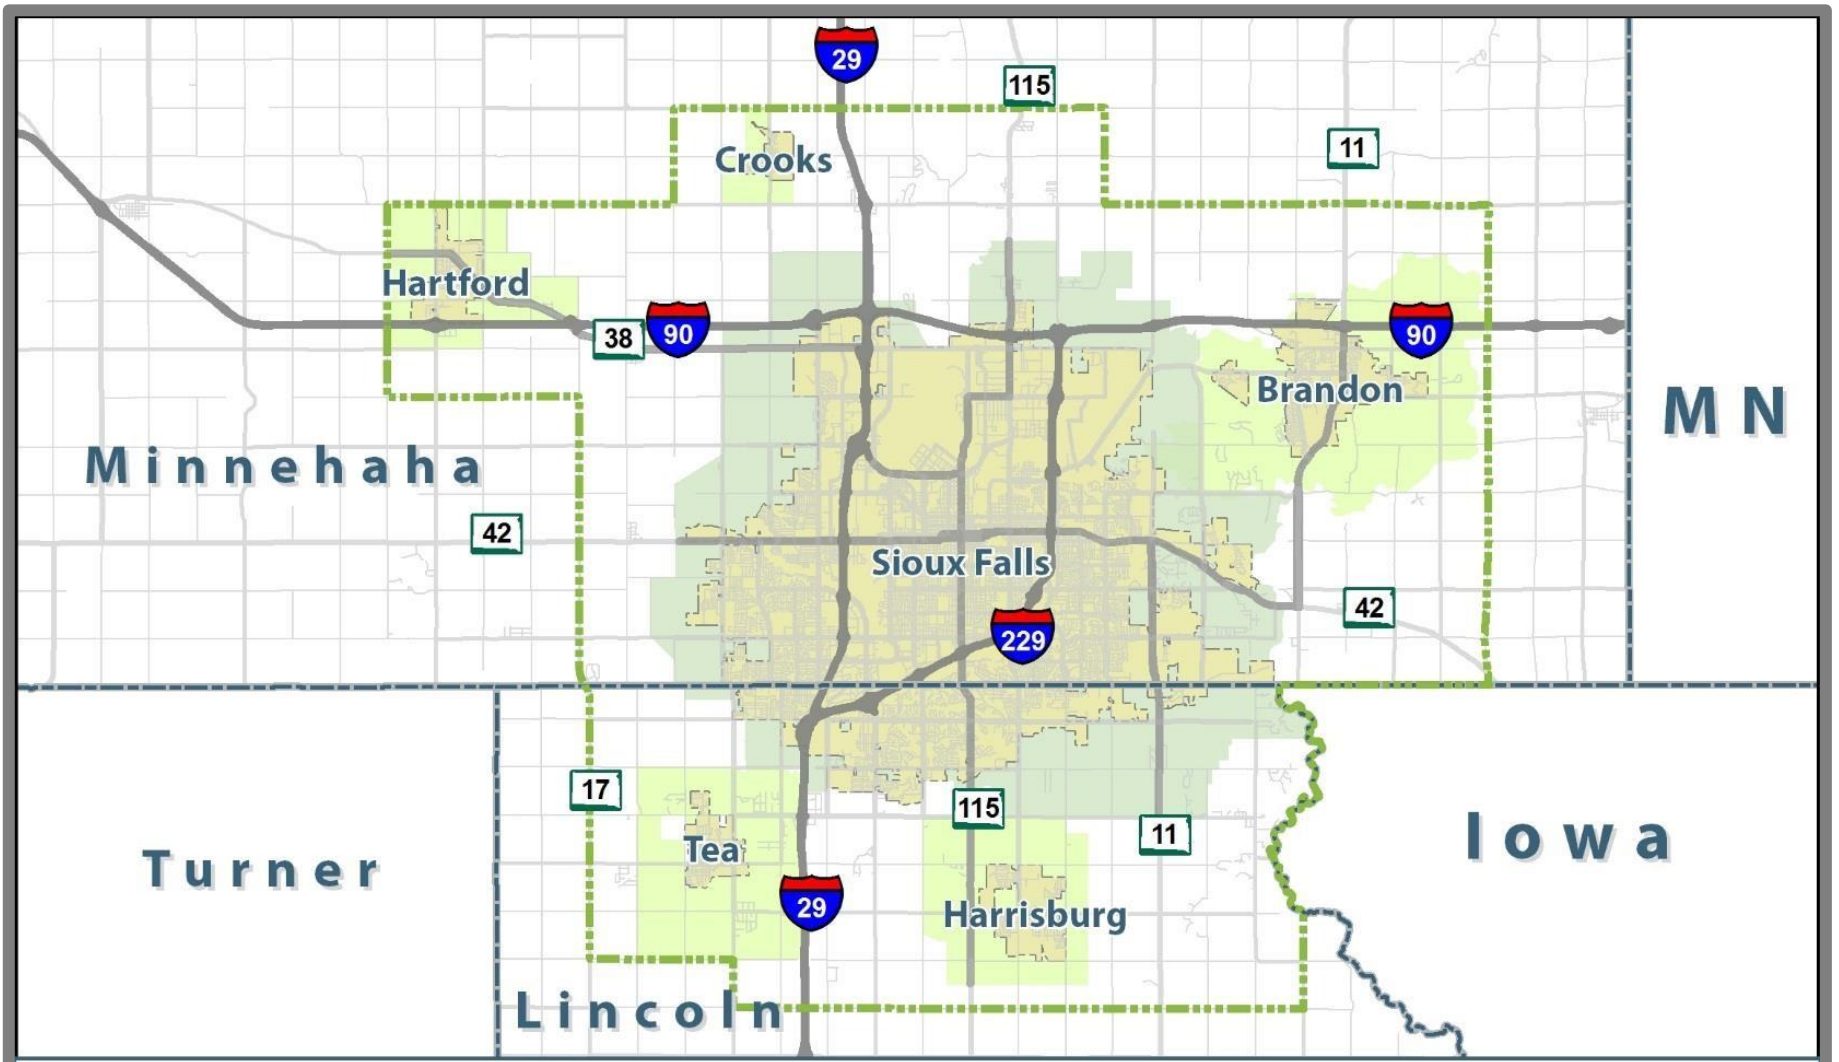 29
115
11
Crooks
Hartford
38
90
90
Brandon
MN
Minnehaha
42
Sioux Falls
42
229
17
115
11
Tea
Iowa
Turner
29
Harrisburg
Lincoln